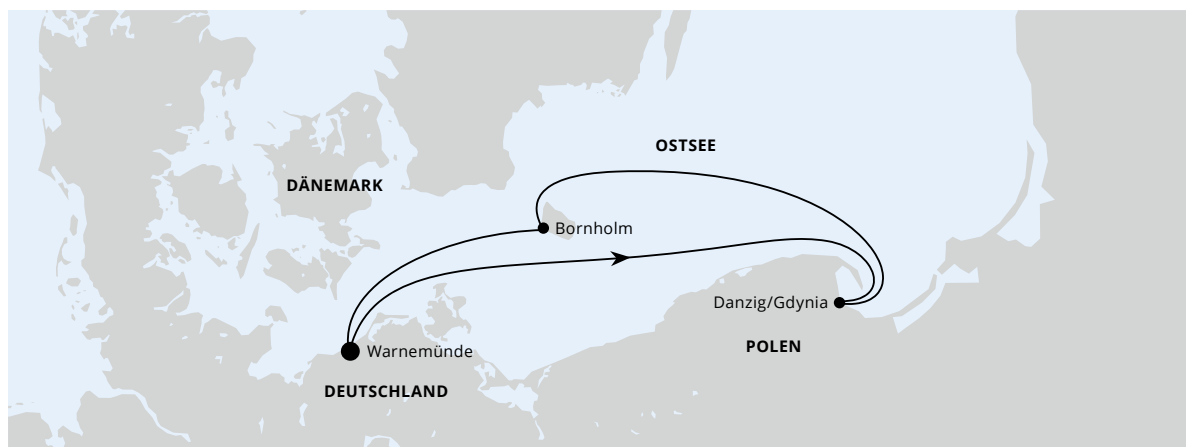 OSTSEE
DÄNEMARK
Bornholm
Danzig/Gdynia
POLEN
Warnemünde
DEUTSCHLAND